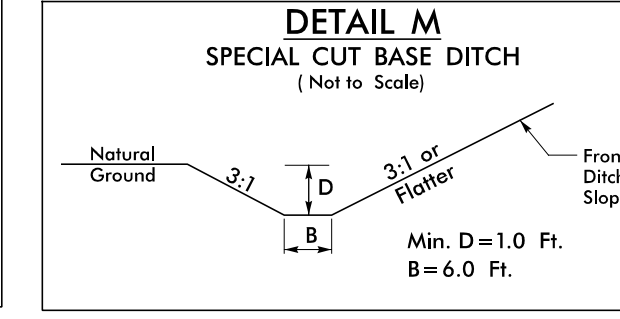 DETAIL M
SPECIAL CUT BASE DITCH
( Not to Scale)
Natural
Ground
3:1
D
3:1 or
Flatter
B
Min. D=1.0 Ft.
B=6.0 Ft.